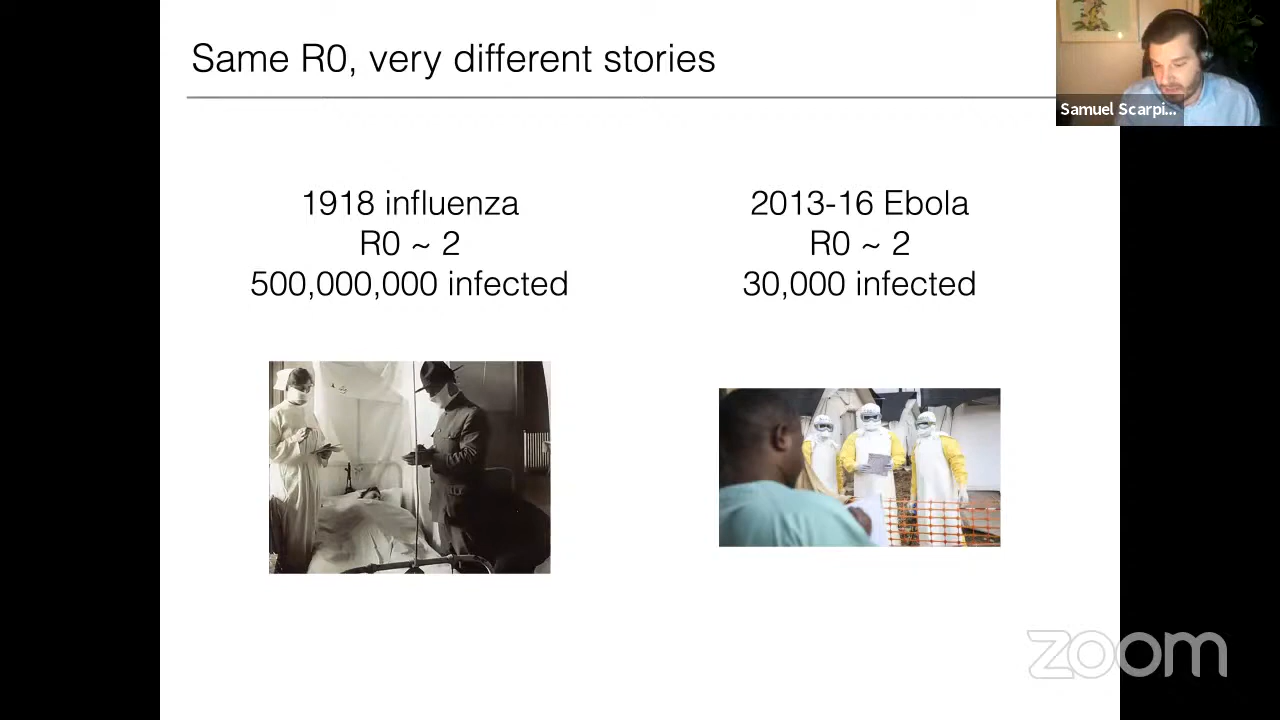 Same R0, very different stories
Samuel Scarpi...
1918 influenza
R0 ~ 2
500,000,000 infected
2013-16 Ebola
R0 ~ 2
30,000 infected
zoom